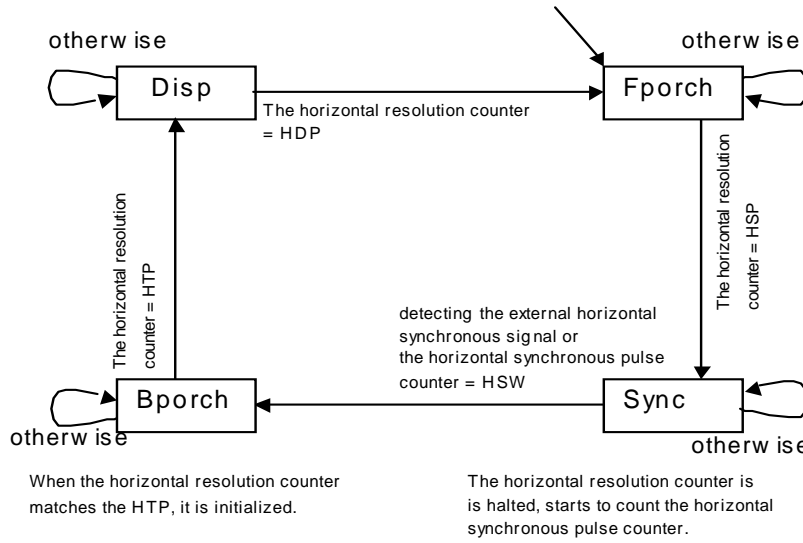 otherw ise
otherw ise
Disp
Fporch
The horizontal resolution counter
= HDP
The horizontal resolution
counter = HSP
The horizontal resolution
counter = HTP
detecting the external horizontal
synchronous signal or
the horizontal synchronous pulse
counter = HSW
Bporch
Sync
otherw ise
otherw ise
When the horizontal resolution counter
matches the HTP, it is initialized.
The horizontal resolution counter is
is halted, starts to count the horizontal
synchronous pulse counter.